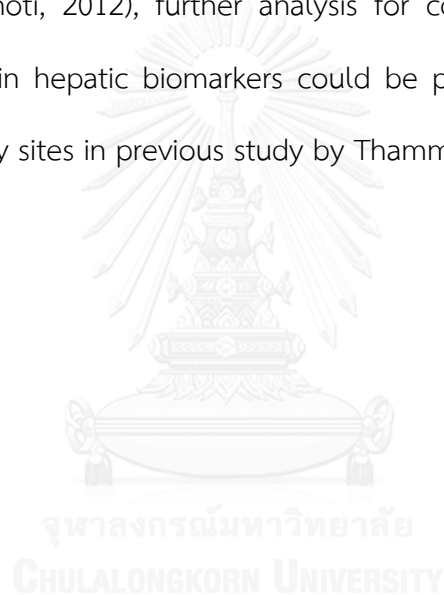 noti, 2012), further analysis for co
in hepatic biomarkers could be p
y sites in previous study by Thamm
จุฬาลงกรณ์มหาวิทยาลัย
CHULALONGKORN UNIVERSITY